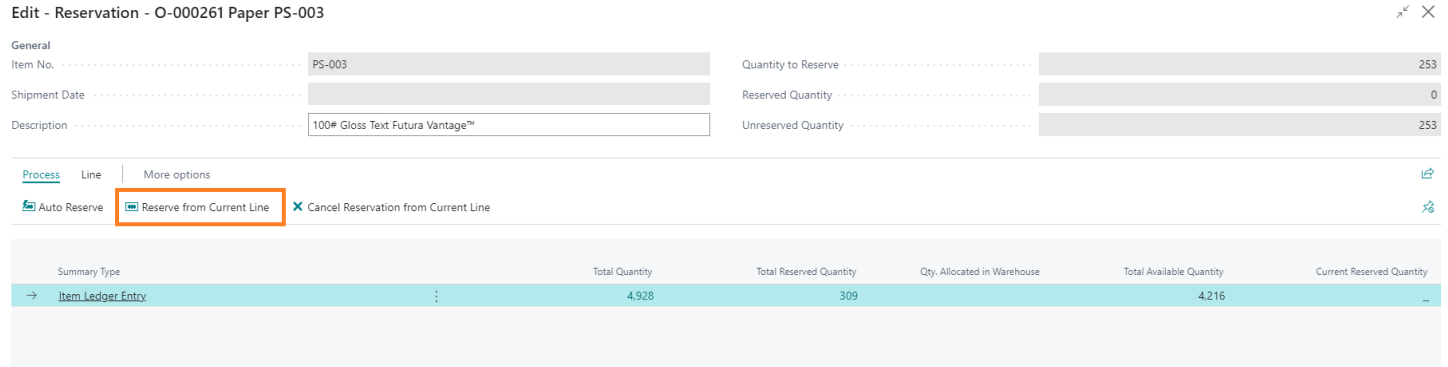 Edit - Reservation - O-000261 Paper PS-003
General
Item No. PS-003 Quantity to Reserve 253
Shipment Date Reserved Quantity 0
Description 100# Gloss Text Futura Vantage™ Unreserved Quantity 253
Process Line More options
Auto Reserve Reserve from Current Line Cancel Reservation from Current Line
Summary Type Total Quantity Total Reserved Quantity Qty. Allocated in Warehouse Total Available Quantity Current Reserved Quantity
Item Ledger Entry 4,928 309 4,216 _